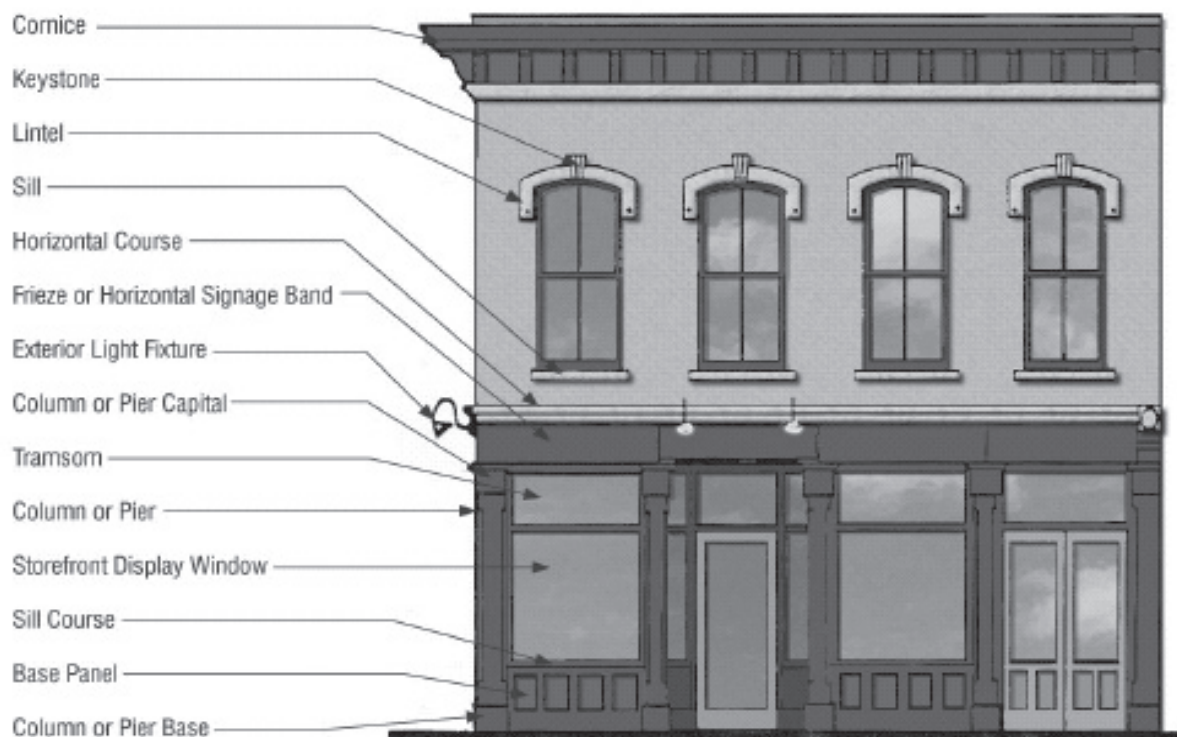 Cornice
Keystone
Lintel
Sill
Horizontal Course
Frieze or Horizontal Signage Band
Exterior Light Fixture
Column or Pier Capital
Tramsom
Column or Pier
Storefront Display Window
Sill Course
Base Panel
Column or Pier Base